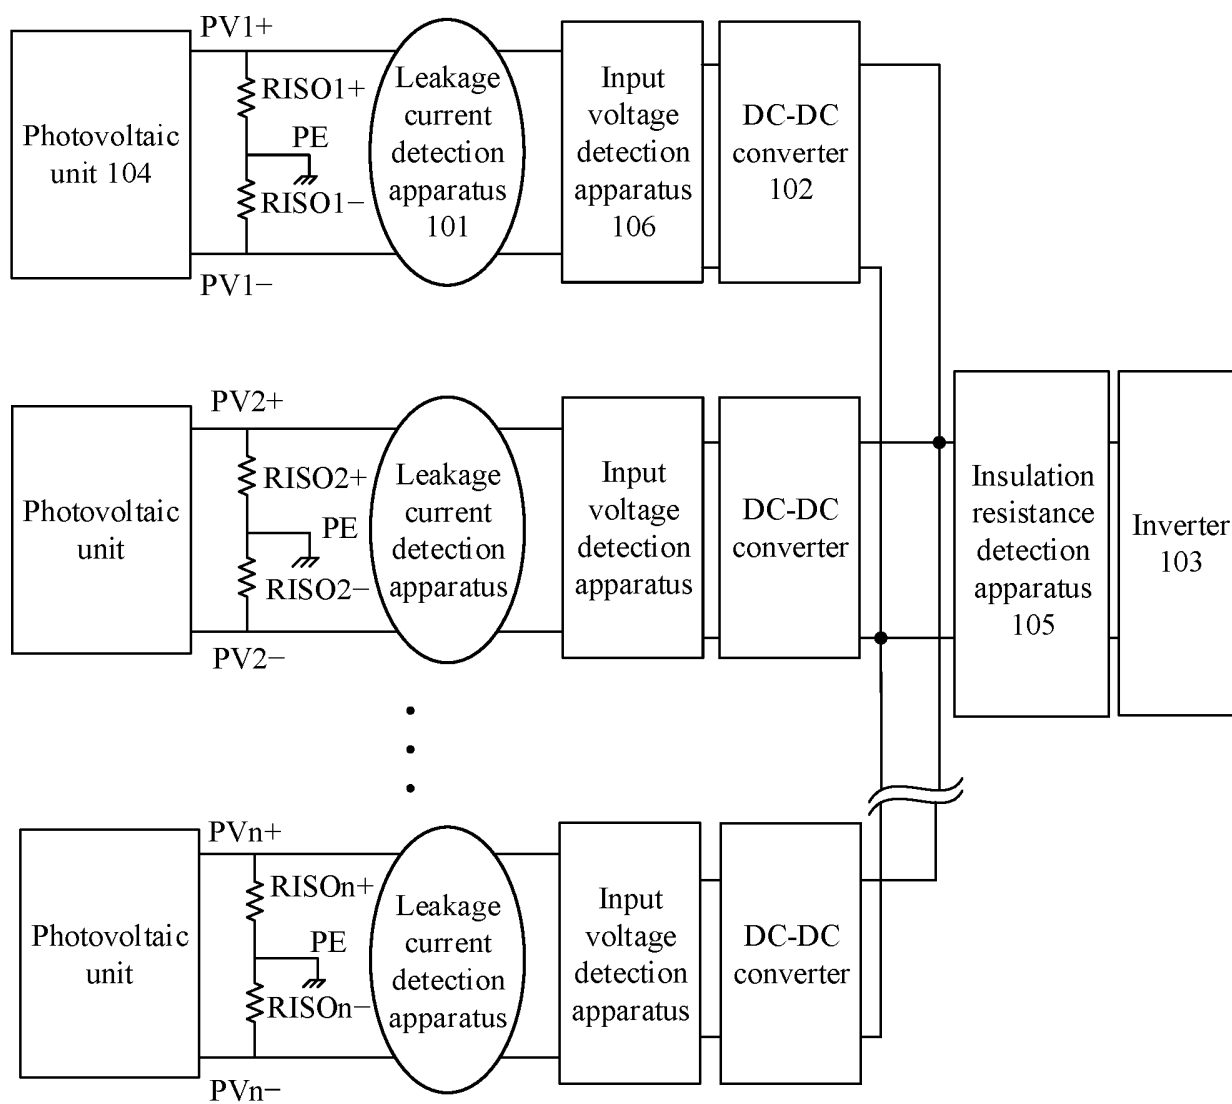 PV1+
Photovoltaic
unit 104
RISO1+
PE
RISO1−
PV1−
Leakage
current
detection
apparatus
101
Input
voltage
detection
apparatus
106
DC-DC
converter
102
PV2+
Photovoltaic
unit
RISO2+
PE
RISO2−
PV2−
Leakage
current
detection
apparatus
Input
voltage
detection
apparatus
DC-DC
converter
Insulation
resistance
detection
apparatus
105
Inverter
103
PVn+
Photovoltaic
unit
RISOn+
PE
RISOn−
PVn−
Leakage
current
detection
apparatus
Input
voltage
detection
apparatus
DC-DC
converter